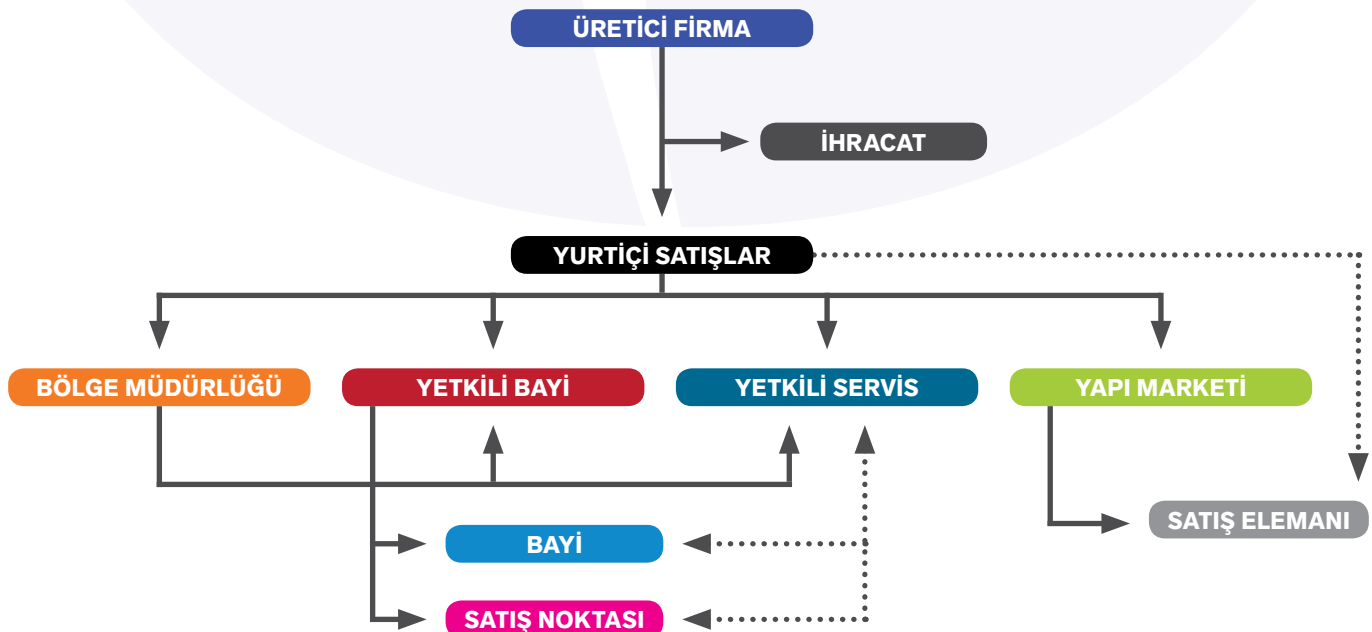 ÜRETİCİ FİRMA
İHRACAT
YURTİÇİ SATIŞLAR
BÖLGE MÜDÜRLÜĞÜ
YETKİLİ BAYİ
YETKİLİ SERVİS
YAPI MARKETİ
SATIŞ ELEMANI
BAYİ
SATIŞ NOKTASI